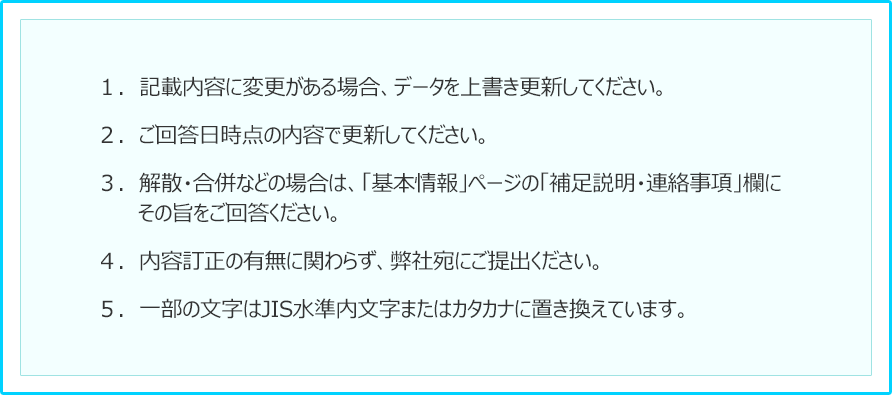 １．記載内容に変更がある場合、データを上書き更新してください。
２．ご回答日時点の内容で更新してください。
３．解散・合併などの場合は、「基本情報」ページの「補足説明・連絡事項」欄に
その旨をご回答ください。
４．内容訂正の有無に関わらず、弊社宛にご提出ください。
５．一部の文字はJIS水準内文字またはカタカナに置き換えています。